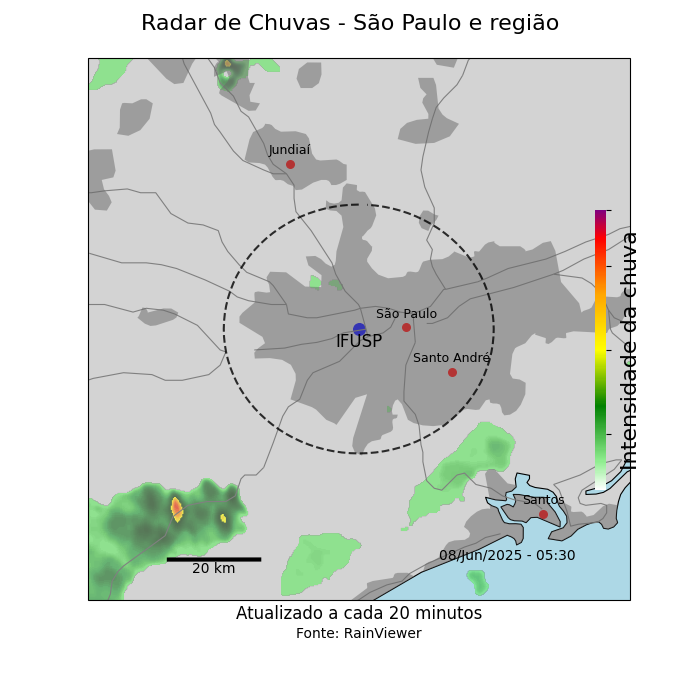 Radar de Chuvas - São Paulo e região
Jundiaí
São Paulo
IFUSP
Santo André
Intensidade da chuva
Santos
08/Jun/2025 - 05:30
20 km
Atualizado a cada 20 minutos
Fonte: RainViewer